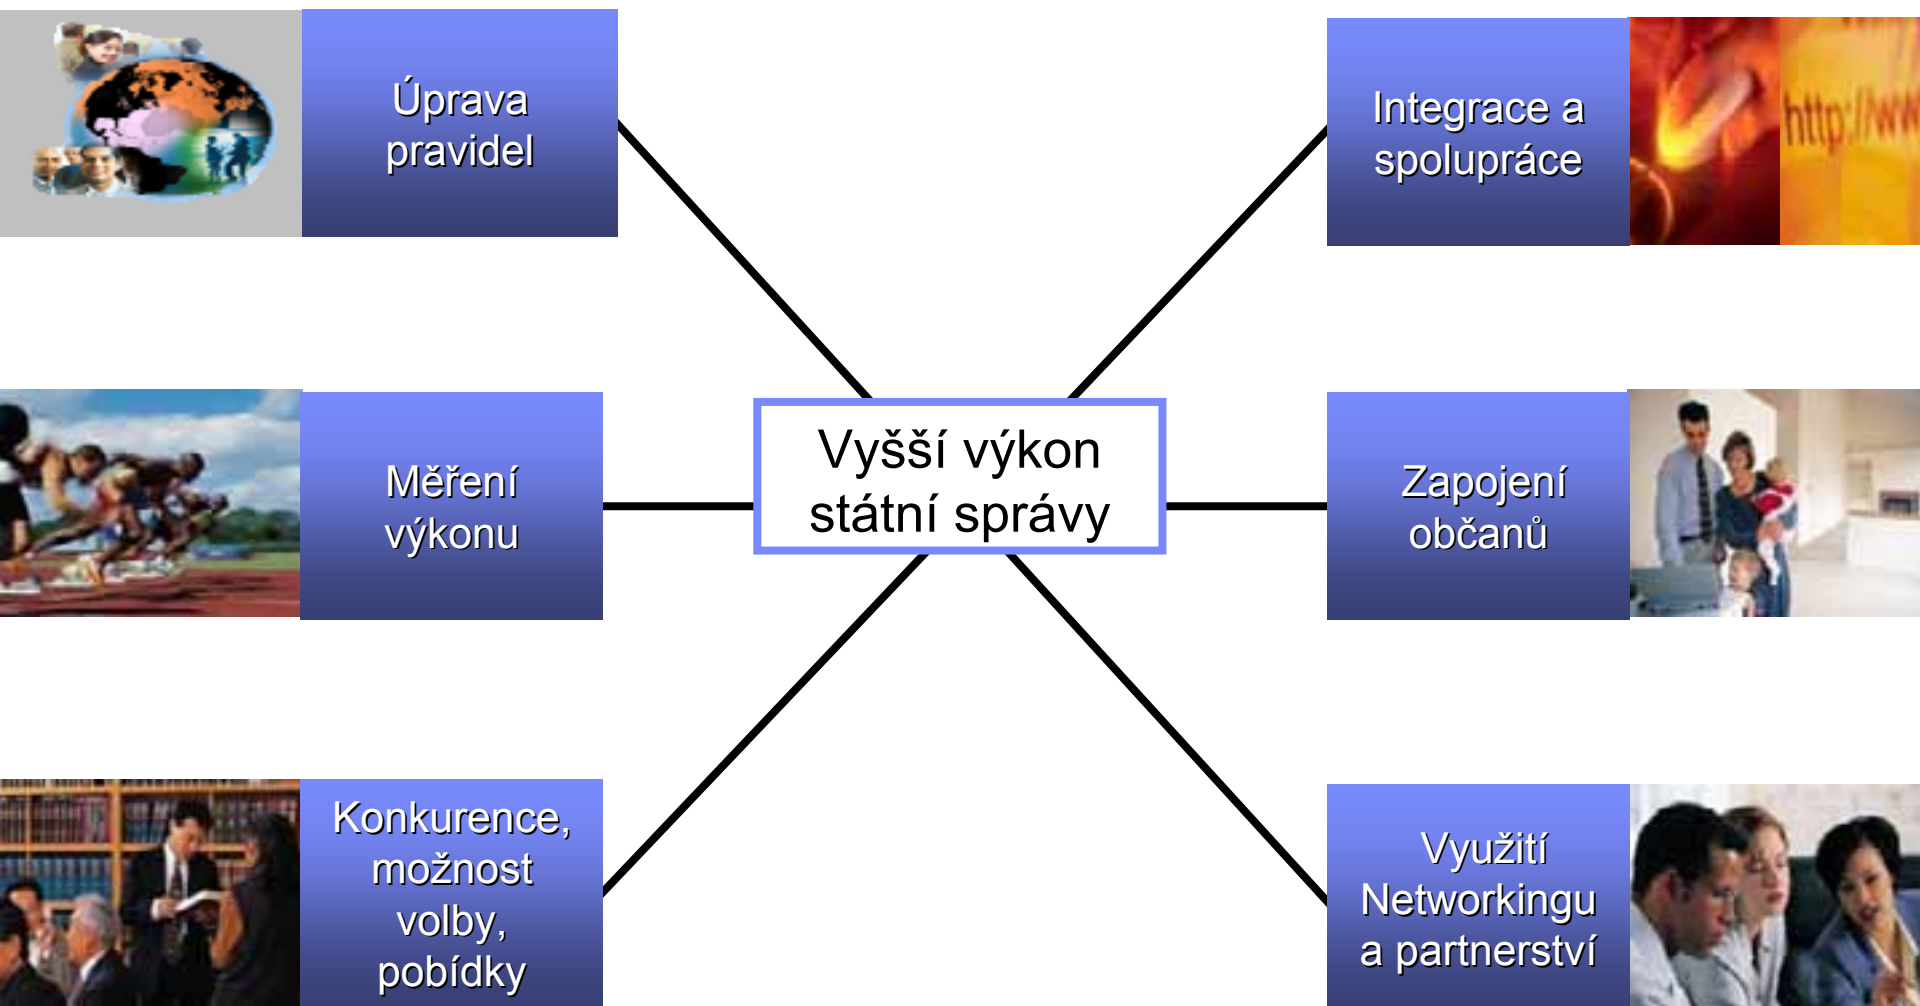 Úprava
pravidel
Integrace a
spolupráce
http://ww
Měření
výkonu
Vyšší výkon
státní správy
Zapojení
občanů
Konkurence,
možnost
volby,
pobídky
Využití
Networkingu
a partnerství